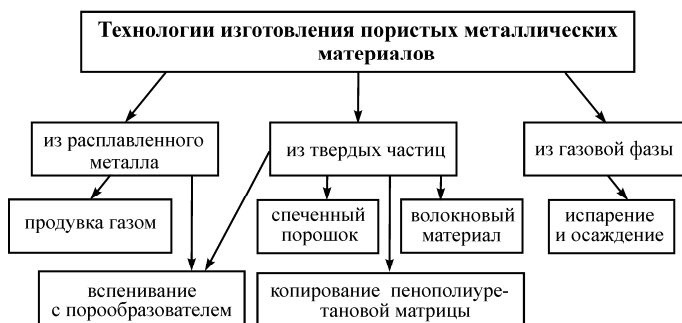 Технологии изготовления пористых металлических
материалов
из расплавленного
металла
из твердых частиц
из газовой фазы
продувка газом
спеченный
порошок
волокновый
материал
испарение
и осаждение
вспенивание
с порообразователем
копирование пенополиуре-
тановой матрицы